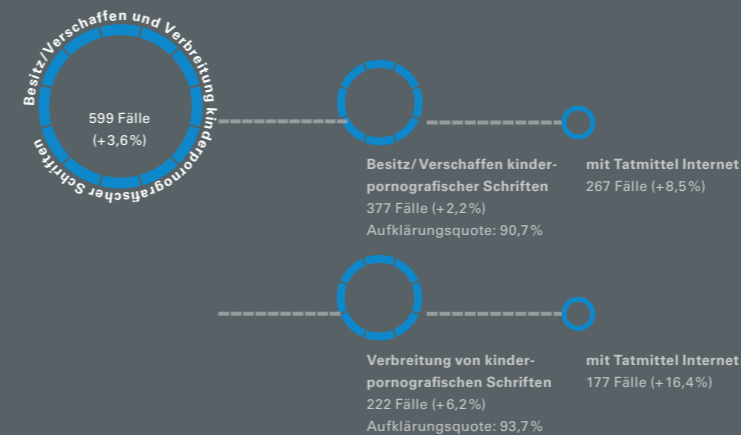 Besitz/Verschaffen und Verbreitung kinderpornografischer Schriften
599 Fälle
(+3,6%)
Besitz/Verschaffen kinder-
pornografischer Schriften
377 Fälle (+2,2%)
Aufklärungsquote: 90,7%
mit Tatmittel Internet
267 Fälle (+8,5%)
Verbreitung von kinder-
pornografischen Schriften
222 Fälle (+6,2%)
Aufklärungsquote: 93,7%
mit Tatmittel Internet
177 Fälle (+16,4%)